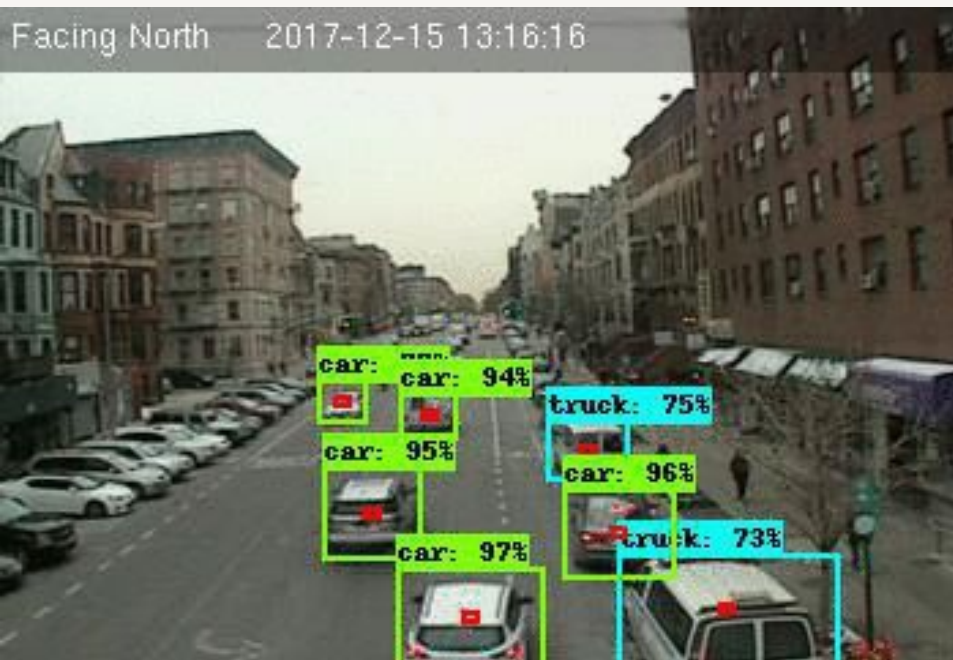 Facing North 2017-12-15 13:16:16
car:
car: 94%
truck: 75%
car: 95%
car: 96%
truck: 73%
car: 97%